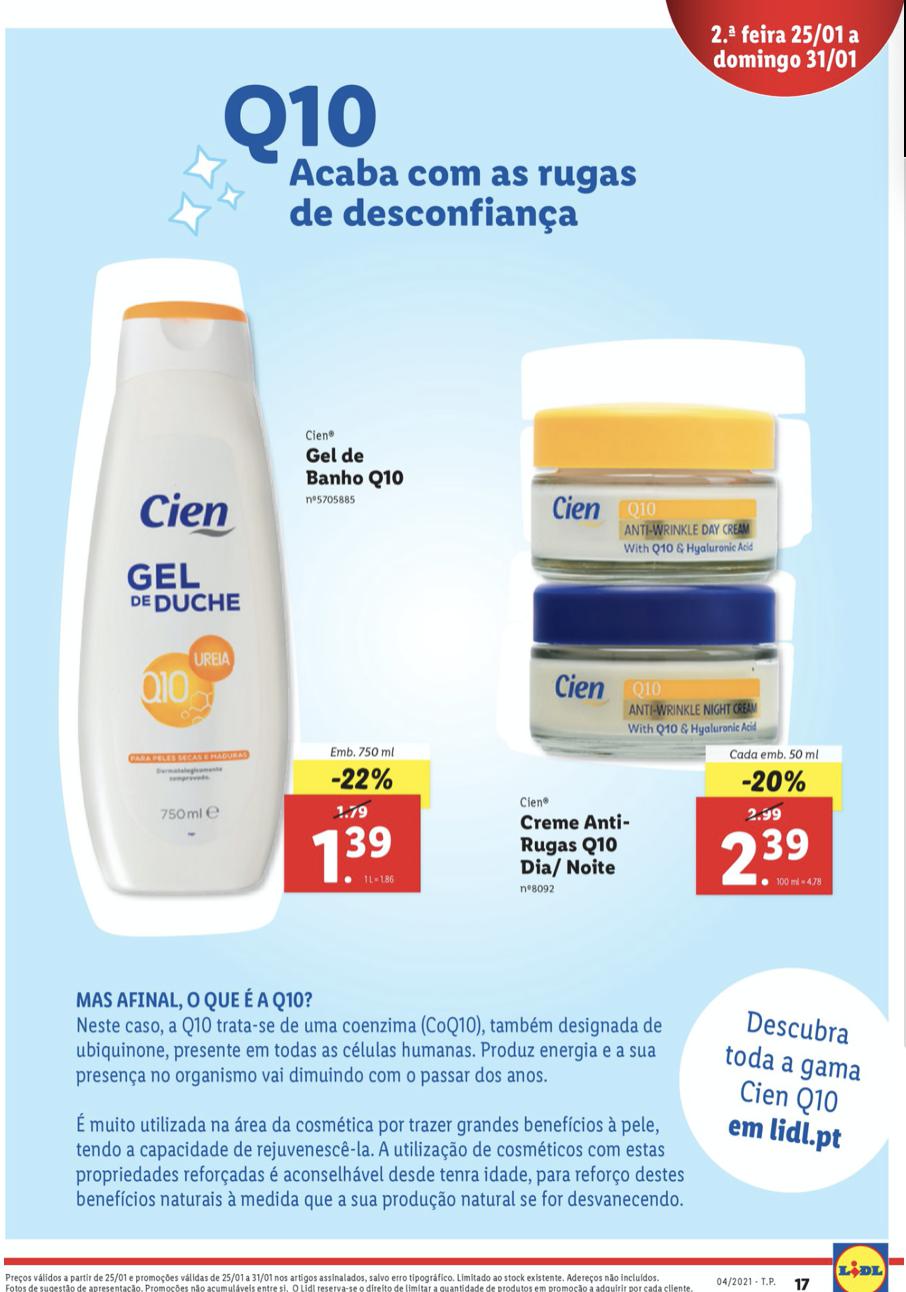 2.ª feira 25/01 a
domingo 31/01
Q10
Acaba com as rugas
de desconfiança
Cien®
Gel de
Banho Q10
nº5705885
Cien
GEL
DE DUCHE
UREIA
Q10
PARA PELES SECAS E MADURAS
Dermatologicamente
comprovado.
750 ml e
Emb. 750 ml
-22%
1.79
1.39
1 L = 1.86
Cien
Q10
ANTI-WRINKLE DAY CREAM
With Q10 & Hyaluronic Acid
Cien
Q10
ANTI-WRINKLE NIGHT CREAM
With Q10 & Hyaluronic Acid
Cien®
Creme Anti-
Rugas Q10
Dia/ Noite
nº8092
Cada emb. 50 ml
-20%
2.99
2.39
100 ml = 4,78
MAS AFINAL, O QUE É A Q10?
Neste caso, a Q10 trata-se de uma coenzima (CoQ10), também designada de
ubiquinone, presente em todas as células humanas. Produz energia e a sua
presença no organismo vai dimuindo com o passar dos anos.
É muito utilizada na área da cosmética por trazer grandes benefícios à pele,
tendo a capacidade de rejuvenescê-la. A utilização de cosméticos com estas
propriedades reforçadas é aconselhável desde tenra idade, para reforço destes
benefícios naturais à medida que a sua produção natural se for desvanecendo.
Descubra
toda a gama
Cien Q10
em lidl.pt
Preços válidos a partir de 25/01 e promoções válidas de 25/01 a 31/01 nos artigos assinalados, salvo erro tipográfico. Limitado ao stock existente. Adereços não incluídos.
Fotos de sugestão de apresentação. Promoções não acumuláveis entre si. O Lidl reserva-se o direito de limitar a quantidade de produtos em promoção a adquirir por cada cliente.
04/2021 - T.P.
17
LIDL